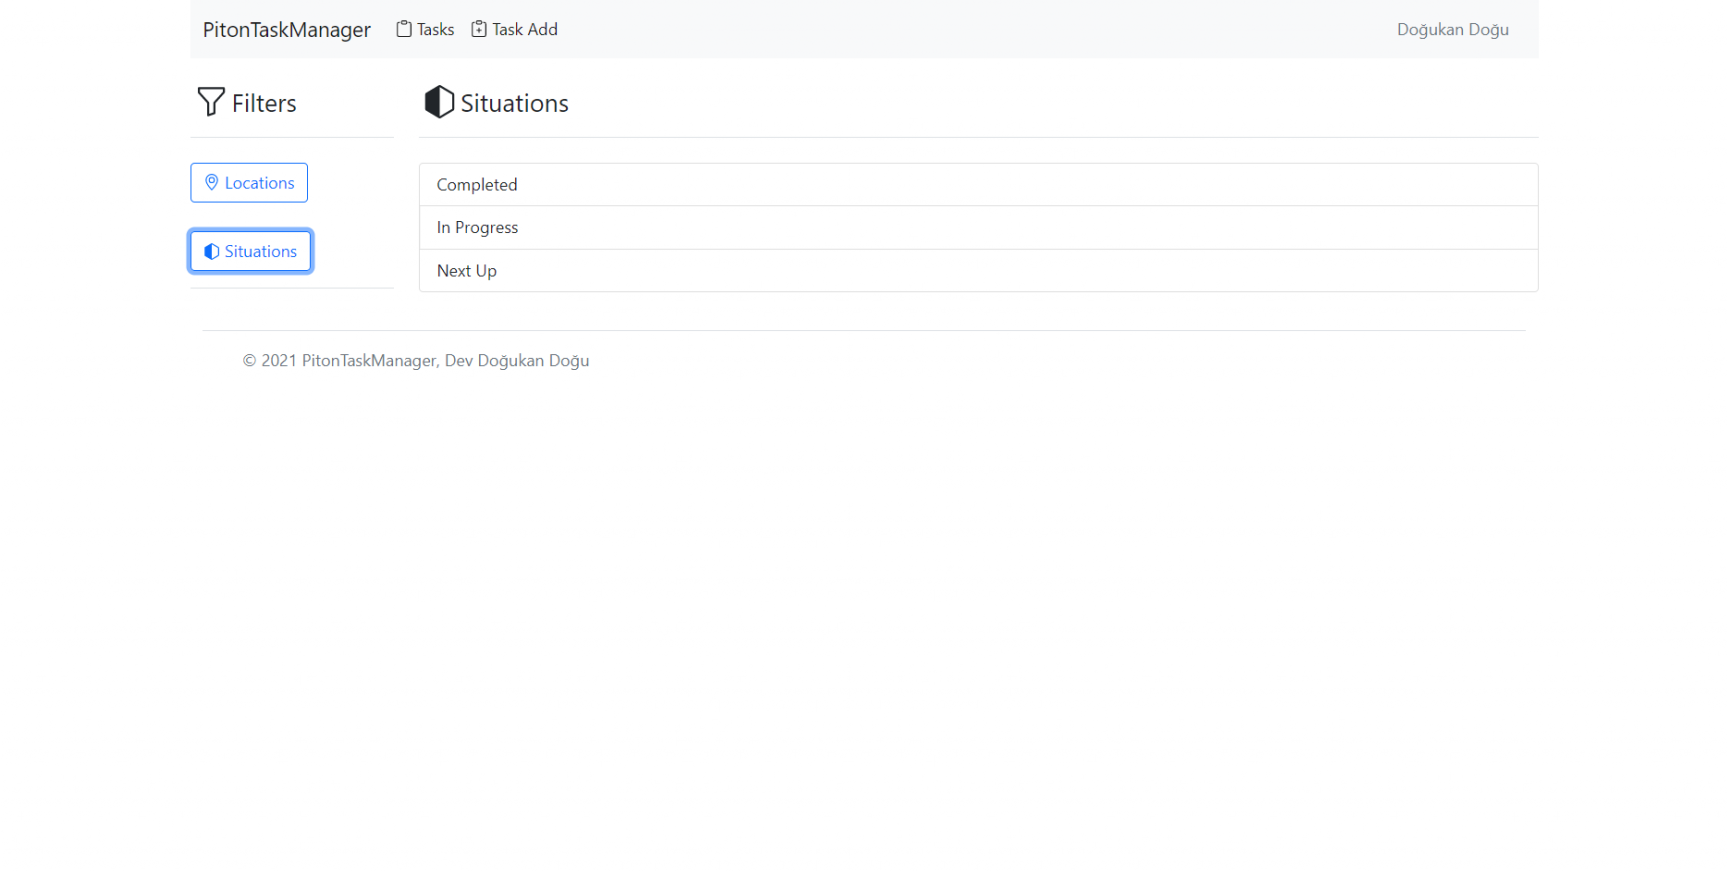 PitonTaskManager Tasks Task Add Doğukan Doğu
Filters
Locations
Situations
Situations
Completed
In Progress
Next Up
© 2021 PitonTaskManager, Dev Doğukan Doğu